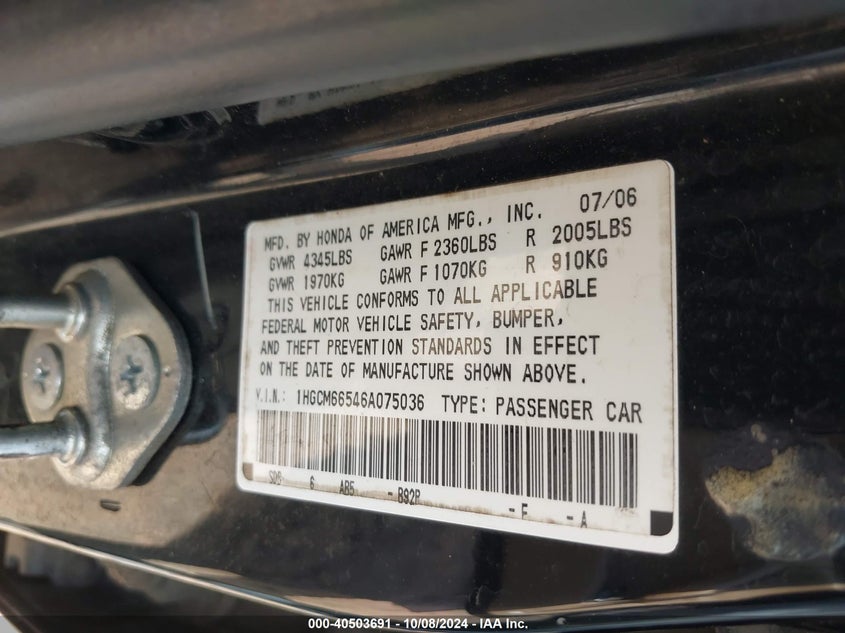 MFD. BY HONDA OF AMERICA MFG., INC. 07/06
GVWR 4345LBS GAWR F 2360LBS R 2005LBS
GVWR 1970KG GAWR F 1070KG R 910KG
THIS VEHICLE CONFORMS TO ALL APPLICABLE
FEDERAL MOTOR VEHICLE SAFETY, BUMPER,
AND THEFT PREVENTION STANDARDS IN EFFECT
ON THE DATE OF MANUFACTURE SHOWN ABOVE.
V.I.N.: 1HGCM66546A075036 TYPE: PASSENGER CAR
6 AB5 -B92P -F -A
000-40503691 - 10/08/2024 - IAA Inc.